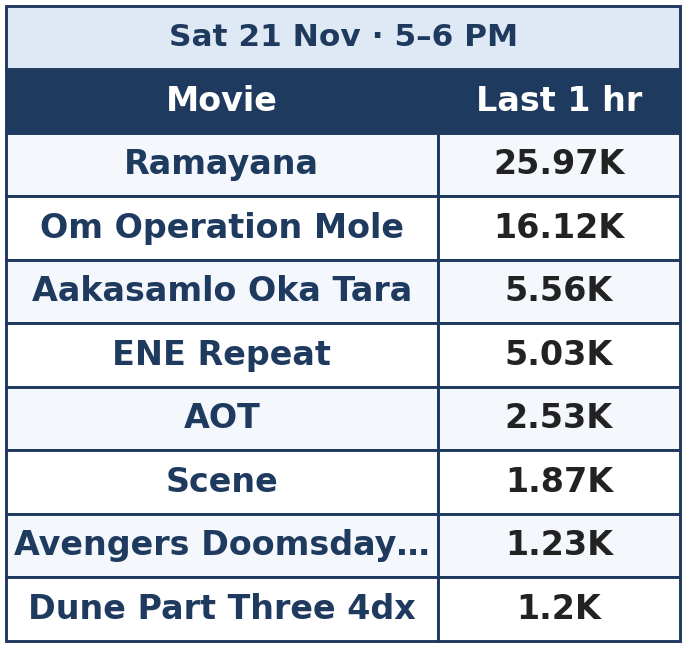 Sat 21 Nov · 5–6 PM
Movie Last 1 hr
Ramayana 25.97K
Om Operation Mole 16.12K
Aakasamlo Oka Tara 5.56K
ENE Repeat 5.03K
AOT 2.53K
Scene 1.87K
Avengers Doomsday... 1.23K
Dune Part Three 4dx 1.2K